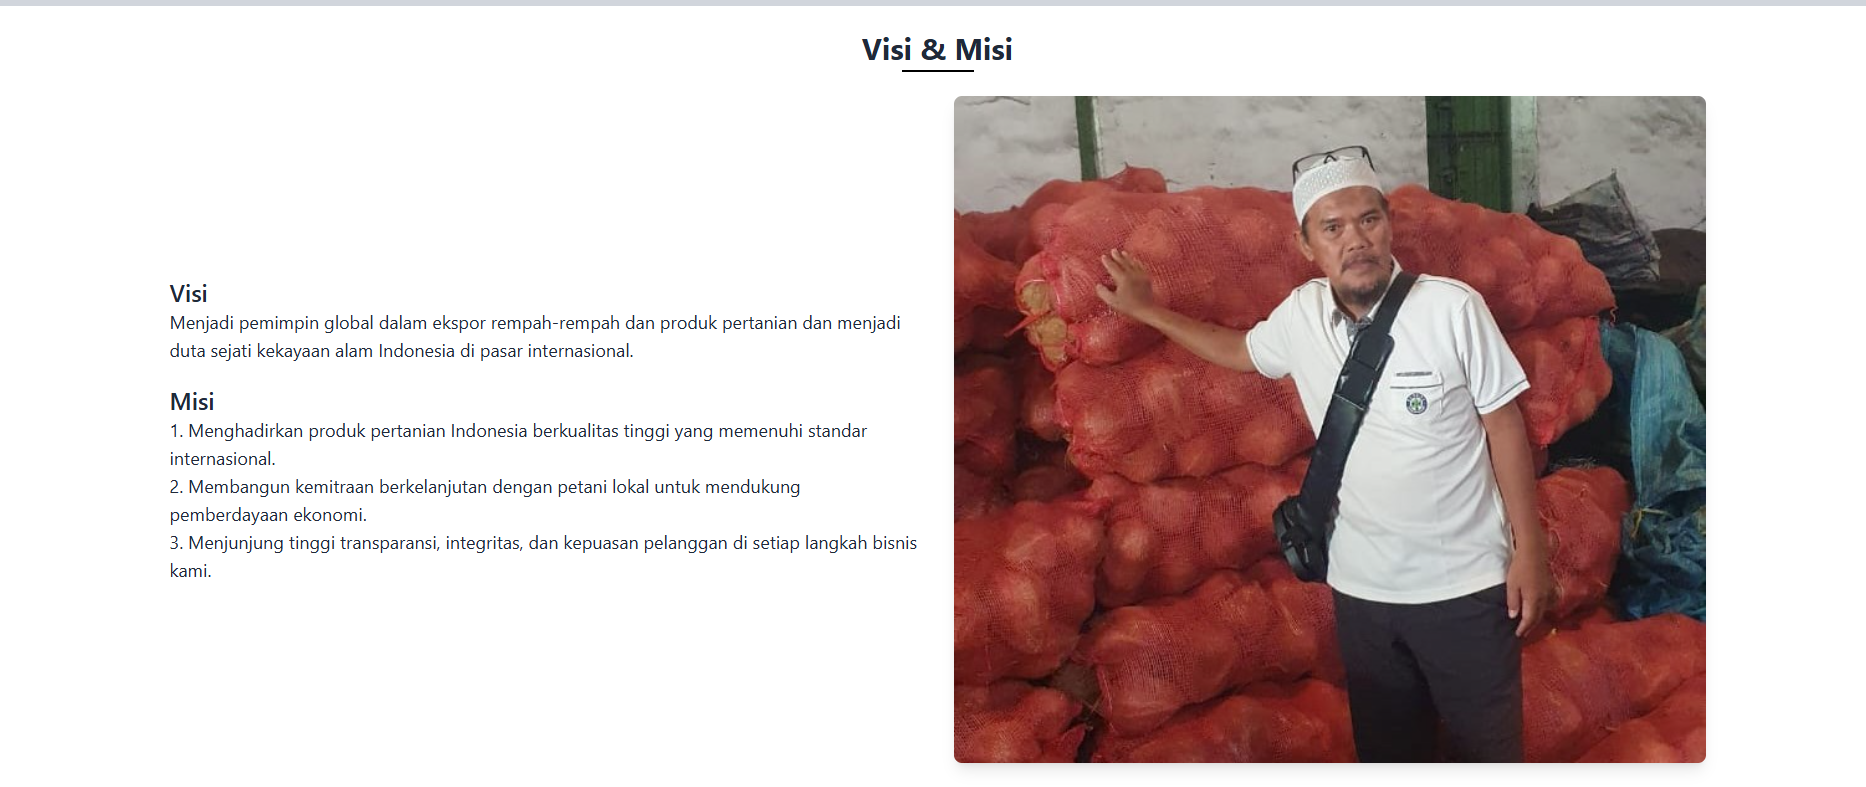 Visi & Misi
Visi
Menjadi pemimpin global dalam ekspor rempah-rempah dan produk pertanian dan menjadi
duta sejati kekayaan alam Indonesia di pasar internasional.
Misi
1. Menghadirkan produk pertanian Indonesia berkualitas tinggi yang memenuhi standar
internasional.
2. Membangun kemitraan berkelanjutan dengan petani lokal untuk mendukung
pemberdayaan ekonomi.
3. Menjunjung tinggi transparansi, integritas, dan kepuasan pelanggan di setiap langkah bisnis
kami.